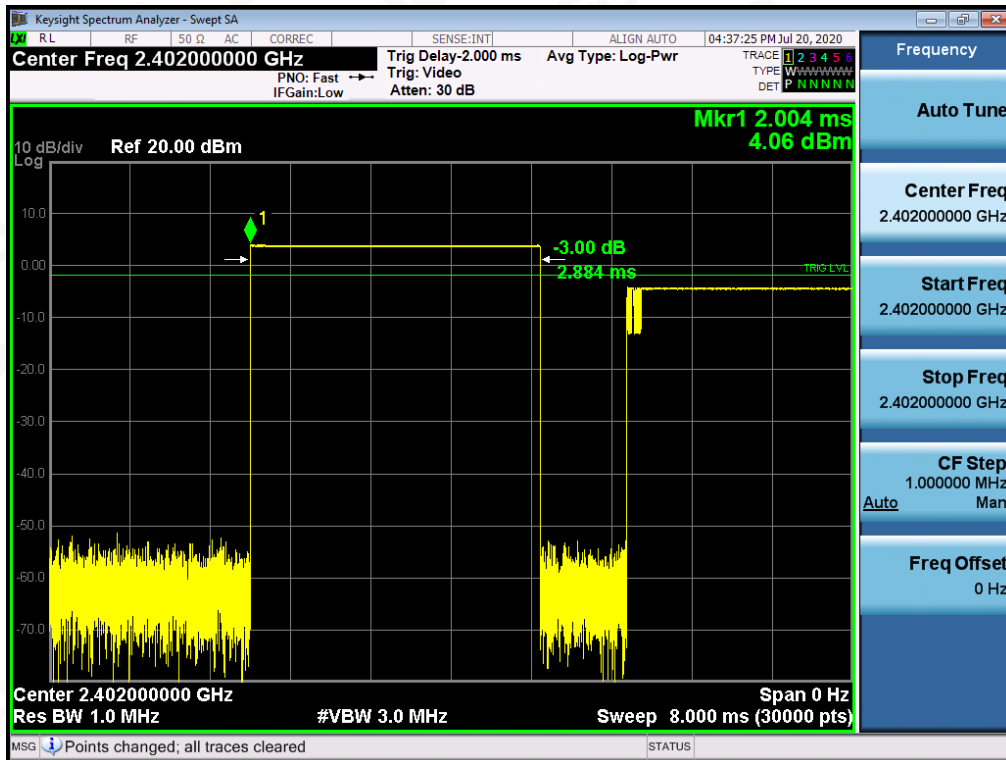 Keysight Spectrum Analyzer - Swept SA
LXI RL RF 50 Ω AC CORREC SENSE:INT ALIGN AUTO 04:37:25 PM Jul 20, 2020
Center Freq 2.402000000 GHz
PNO: Fast
IFGain:Low
Trig Delay-2.000 ms
Trig: Video
Atten: 30 dB
Avg Type: Log-Pwr
TRACE 1 2 3 4 5 6
TYPE WWWWWW
DET P N N N N N
Mkr1 2.004 ms
4.06 dBm
10 dB/div Ref 20.00 dBm
Log
10.0
0.00
-10.0
-20.0
-30.0
-40.0
-50.0
-60.0
-70.0
1
-3.00 dB
2.884 ms
TRIG LVL
Center 2.402000000 GHz Span 0 Hz
Res BW 1.0 MHz #VBW 3.0 MHz Sweep 8.000 ms (30000 pts)
MSG Points changed; all traces cleared STATUS
Frequency
Auto Tune
Center Freq
2.402000000 GHz
Start Freq
2.402000000 GHz
Stop Freq
2.402000000 GHz
CF Step
1.000000 MHz
Auto Man
Freq Offset
0 Hz